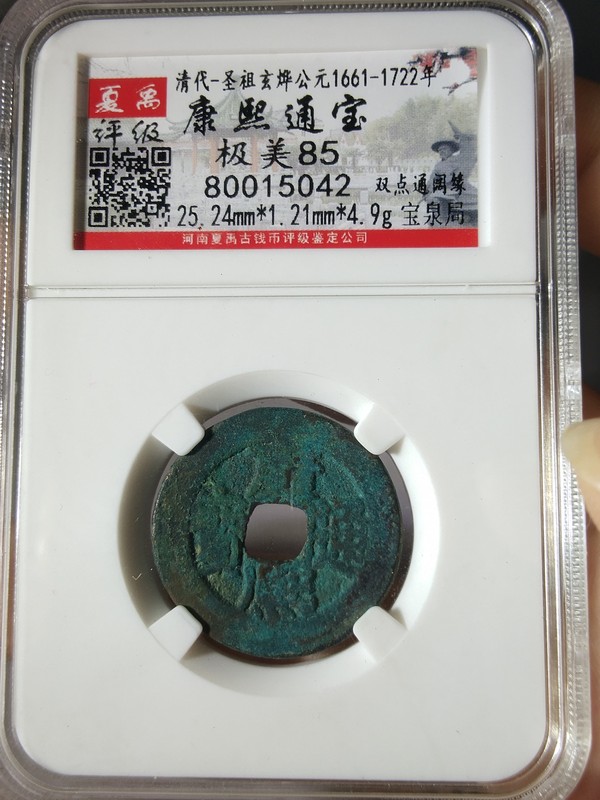 清代-圣祖玄烨公元1661-1722年
夏禹
评级
康熙通宝
极美85
80015042 双点通阔缘
25.24mm*1.21mm*4.9g 宝泉局
河南夏禹古钱币评级鉴定公司